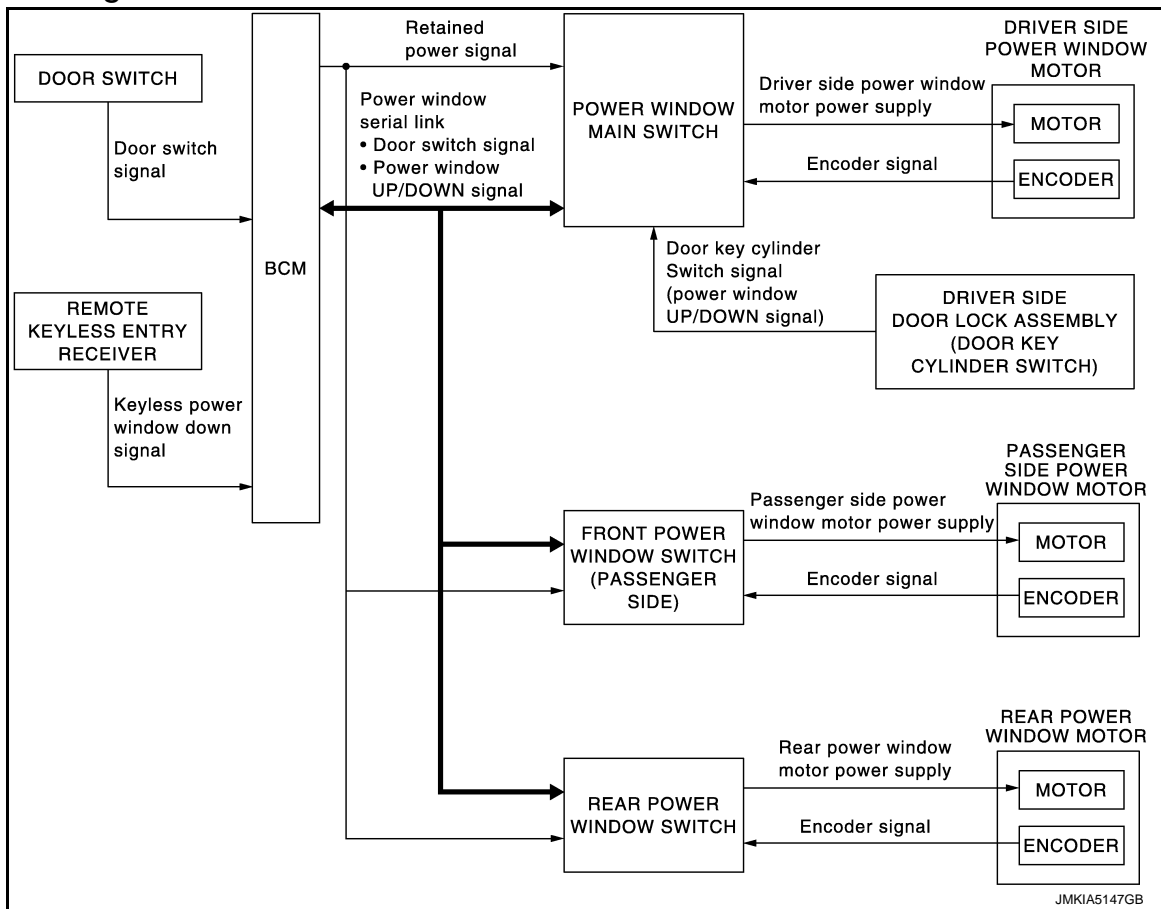 Retained
power signal
DOOR SWITCH
Door switch
signal
REMOTE
KEYLESS ENTRY
RECEIVER
Keyless power
window down
signal
BCM
Power window
serial link
• Door switch signal
• Power window
UP/DOWN signal
POWER WINDOW
MAIN SWITCH
Driver side power window
motor power supply
Encoder signal
DRIVER SIDE
POWER WINDOW
MOTOR
MOTOR
ENCODER
Door key cylinder
Switch signal
(power window
UP/DOWN signal)
DRIVER SIDE
DOOR LOCK ASSEMBLY
(DOOR KEY
CYLINDER SWITCH)
FRONT POWER
WINDOW SWITCH
(PASSENGER
SIDE)
Passenger side power
window motor power supply
Encoder signal
PASSENGER
SIDE POWER
WINDOW MOTOR
MOTOR
ENCODER
REAR POWER
WINDOW SWITCH
Rear power window
motor power supply
Encoder signal
REAR POWER
WINDOW MOTOR
MOTOR
ENCODER
JMKIA5147GB